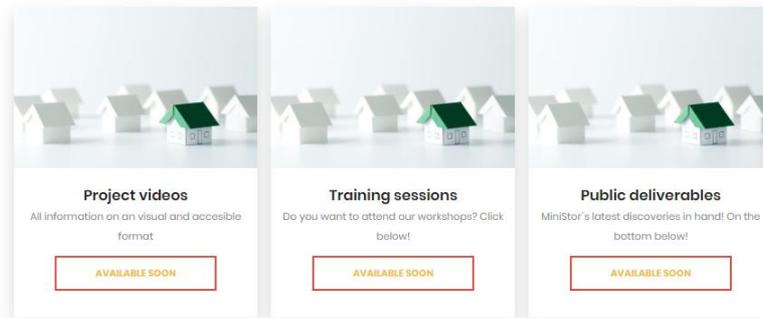 Project videos
All information on an visual and accesible
format
AVAILABLE SOON
Training sessions
Do you want to attend our workshops? Click
below!
AVAILABLE SOON
Public deliverables
MiniStor´s latest discoveries in hand! On the
bottom below!
AVAILABLE SOON